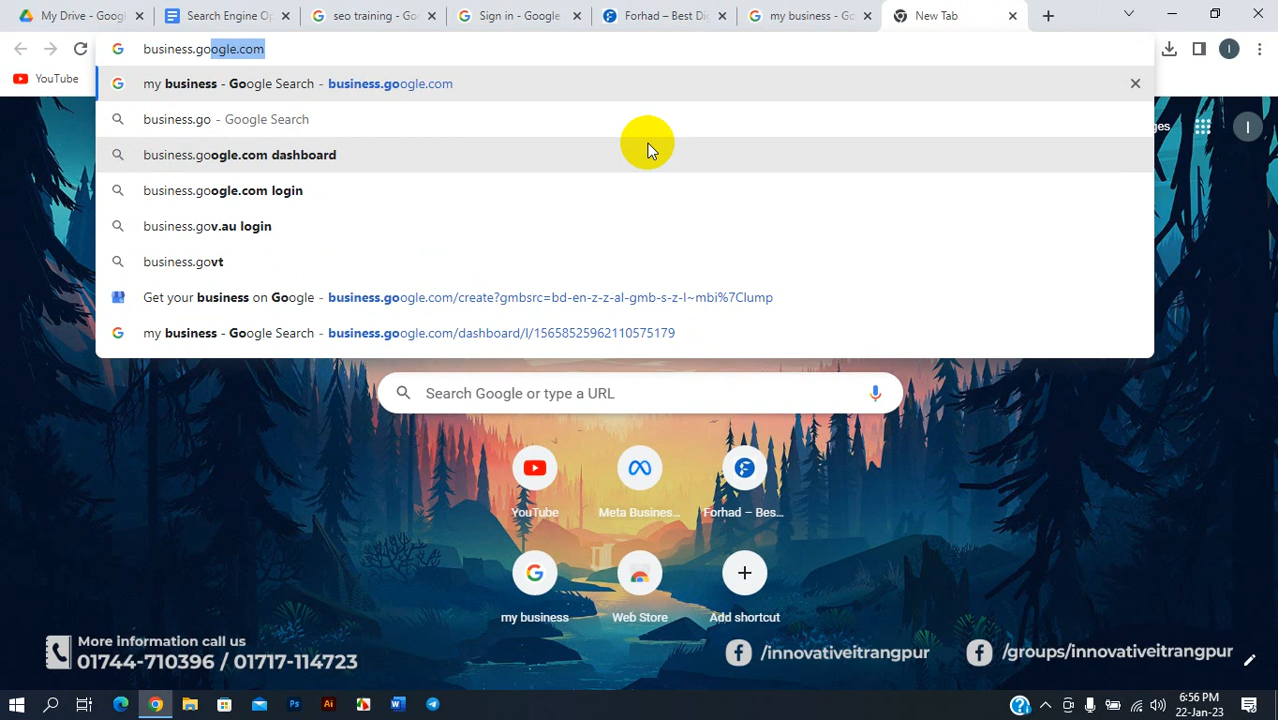 My Drive - Googl
Search Engine Op
seo training - Goo
Sign in - Google
Forhad – Best Dig
my business - Go
New Tab
business.google.com
YouTube
my business - Google Search - business.google.com
business.go - Google Search
business.google.com dashboard
ges
I
business.google.com login
business.gov.au login
business.govt
Get your business on Google - business.google.com/create?gmbsrc=bd-en-z-z-al-gmb-s-z-l~mbi%7Clump
my business - Google Search - business.google.com/dashboard/l/15658525962110575179
Search Google or type a URL
YouTube
Meta Busines...
Forhad – Bes...
my business
Web Store
Add shortcut
More information call us
01744-710396 / 01717-114723
/innovativeitrangpur
/groups/innovativeitrangpur
6:56 PM
22-Jan-23